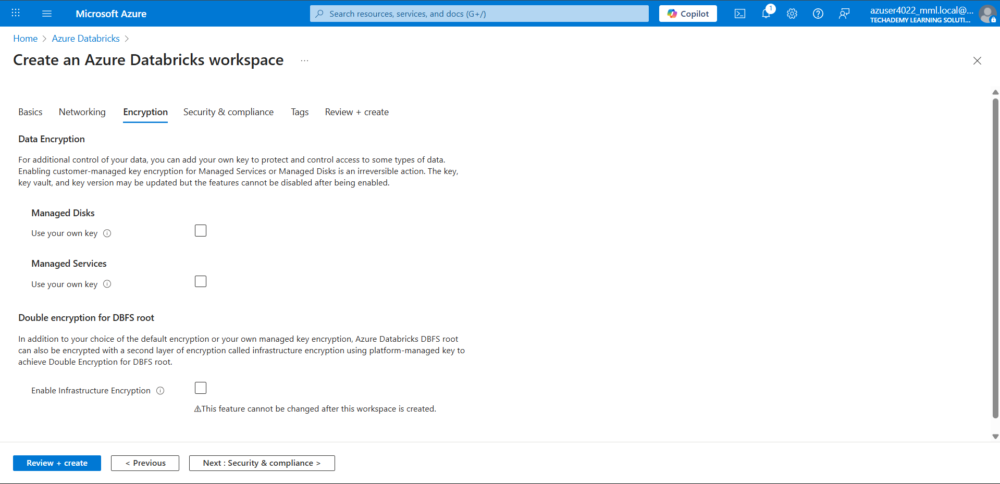 Microsoft Azure
Search resources, services, and docs (G+/)
Copilot
1
azuser4022_mml.local@...
TECHADEMY LEARNING SOLUTI...
Home > Azure Databricks >
Create an Azure Databricks workspace ...
Basics Networking Encryption Security & compliance Tags Review + create
Data Encryption
For additional control of your data, you can add your own key to protect and control access to some types of data.
Enabling customer-managed key encryption for Managed Services or Managed Disks is an irreversible action. The key,
key vault, and key version may be updated but the features cannot be disabled after being enabled.
Managed Disks
Use your own key
Managed Services
Use your own key
Double encryption for DBFS root
In addition to your choice of the default encryption or your own managed key encryption, Azure Databricks DBFS root
can also be encrypted with a second layer of encryption called infrastructure encryption using platform-managed key to
achieve Double Encryption for DBFS root.
Enable Infrastructure Encryption
⚠This feature cannot be changed after this workspace is created.
Review + create < Previous Next : Security & compliance >